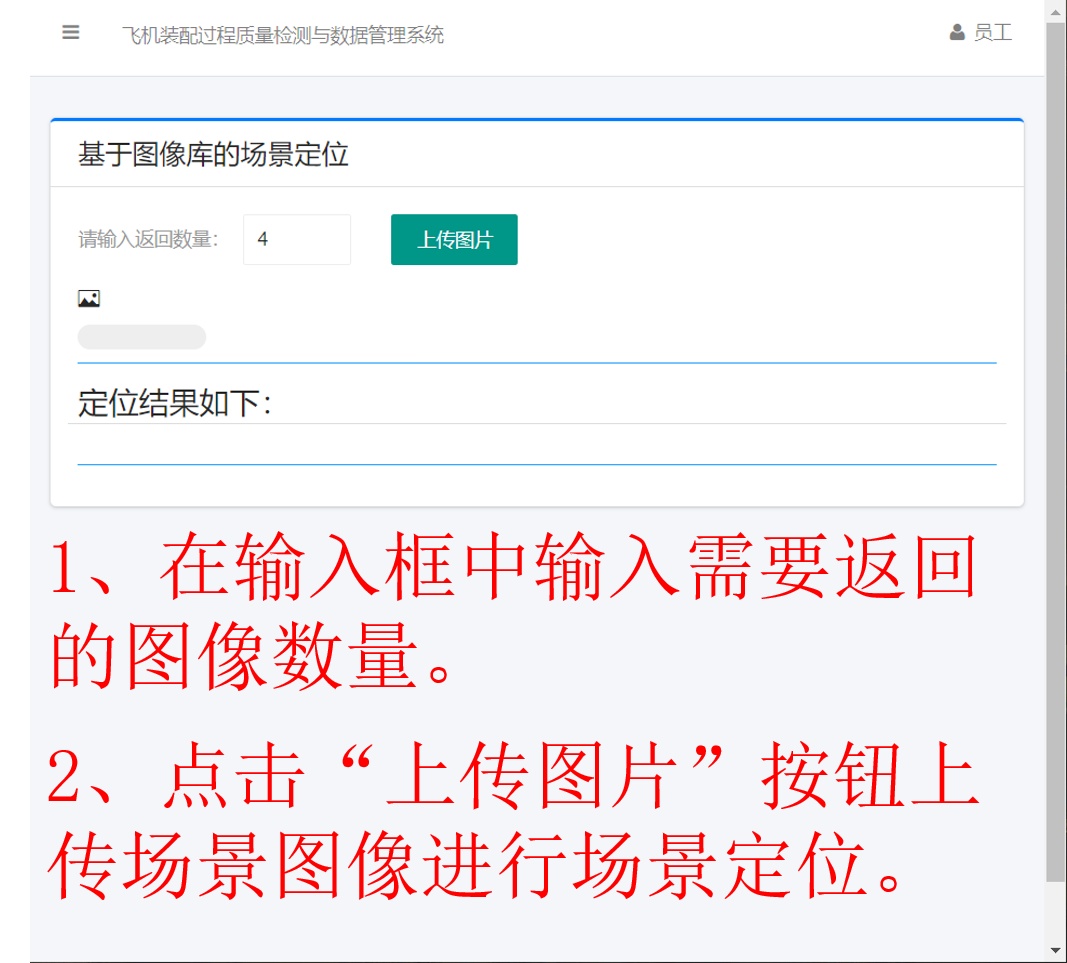 飞机装配过程质量检测与数据管理系统
员工
基于图像库的场景定位
请输入返回数量：
4
上传图片
定位结果如下：
1、在输入框中输入需要返回
的图像数量。
2、点击“上传图片”按钮上
传场景图像进行场景定位。